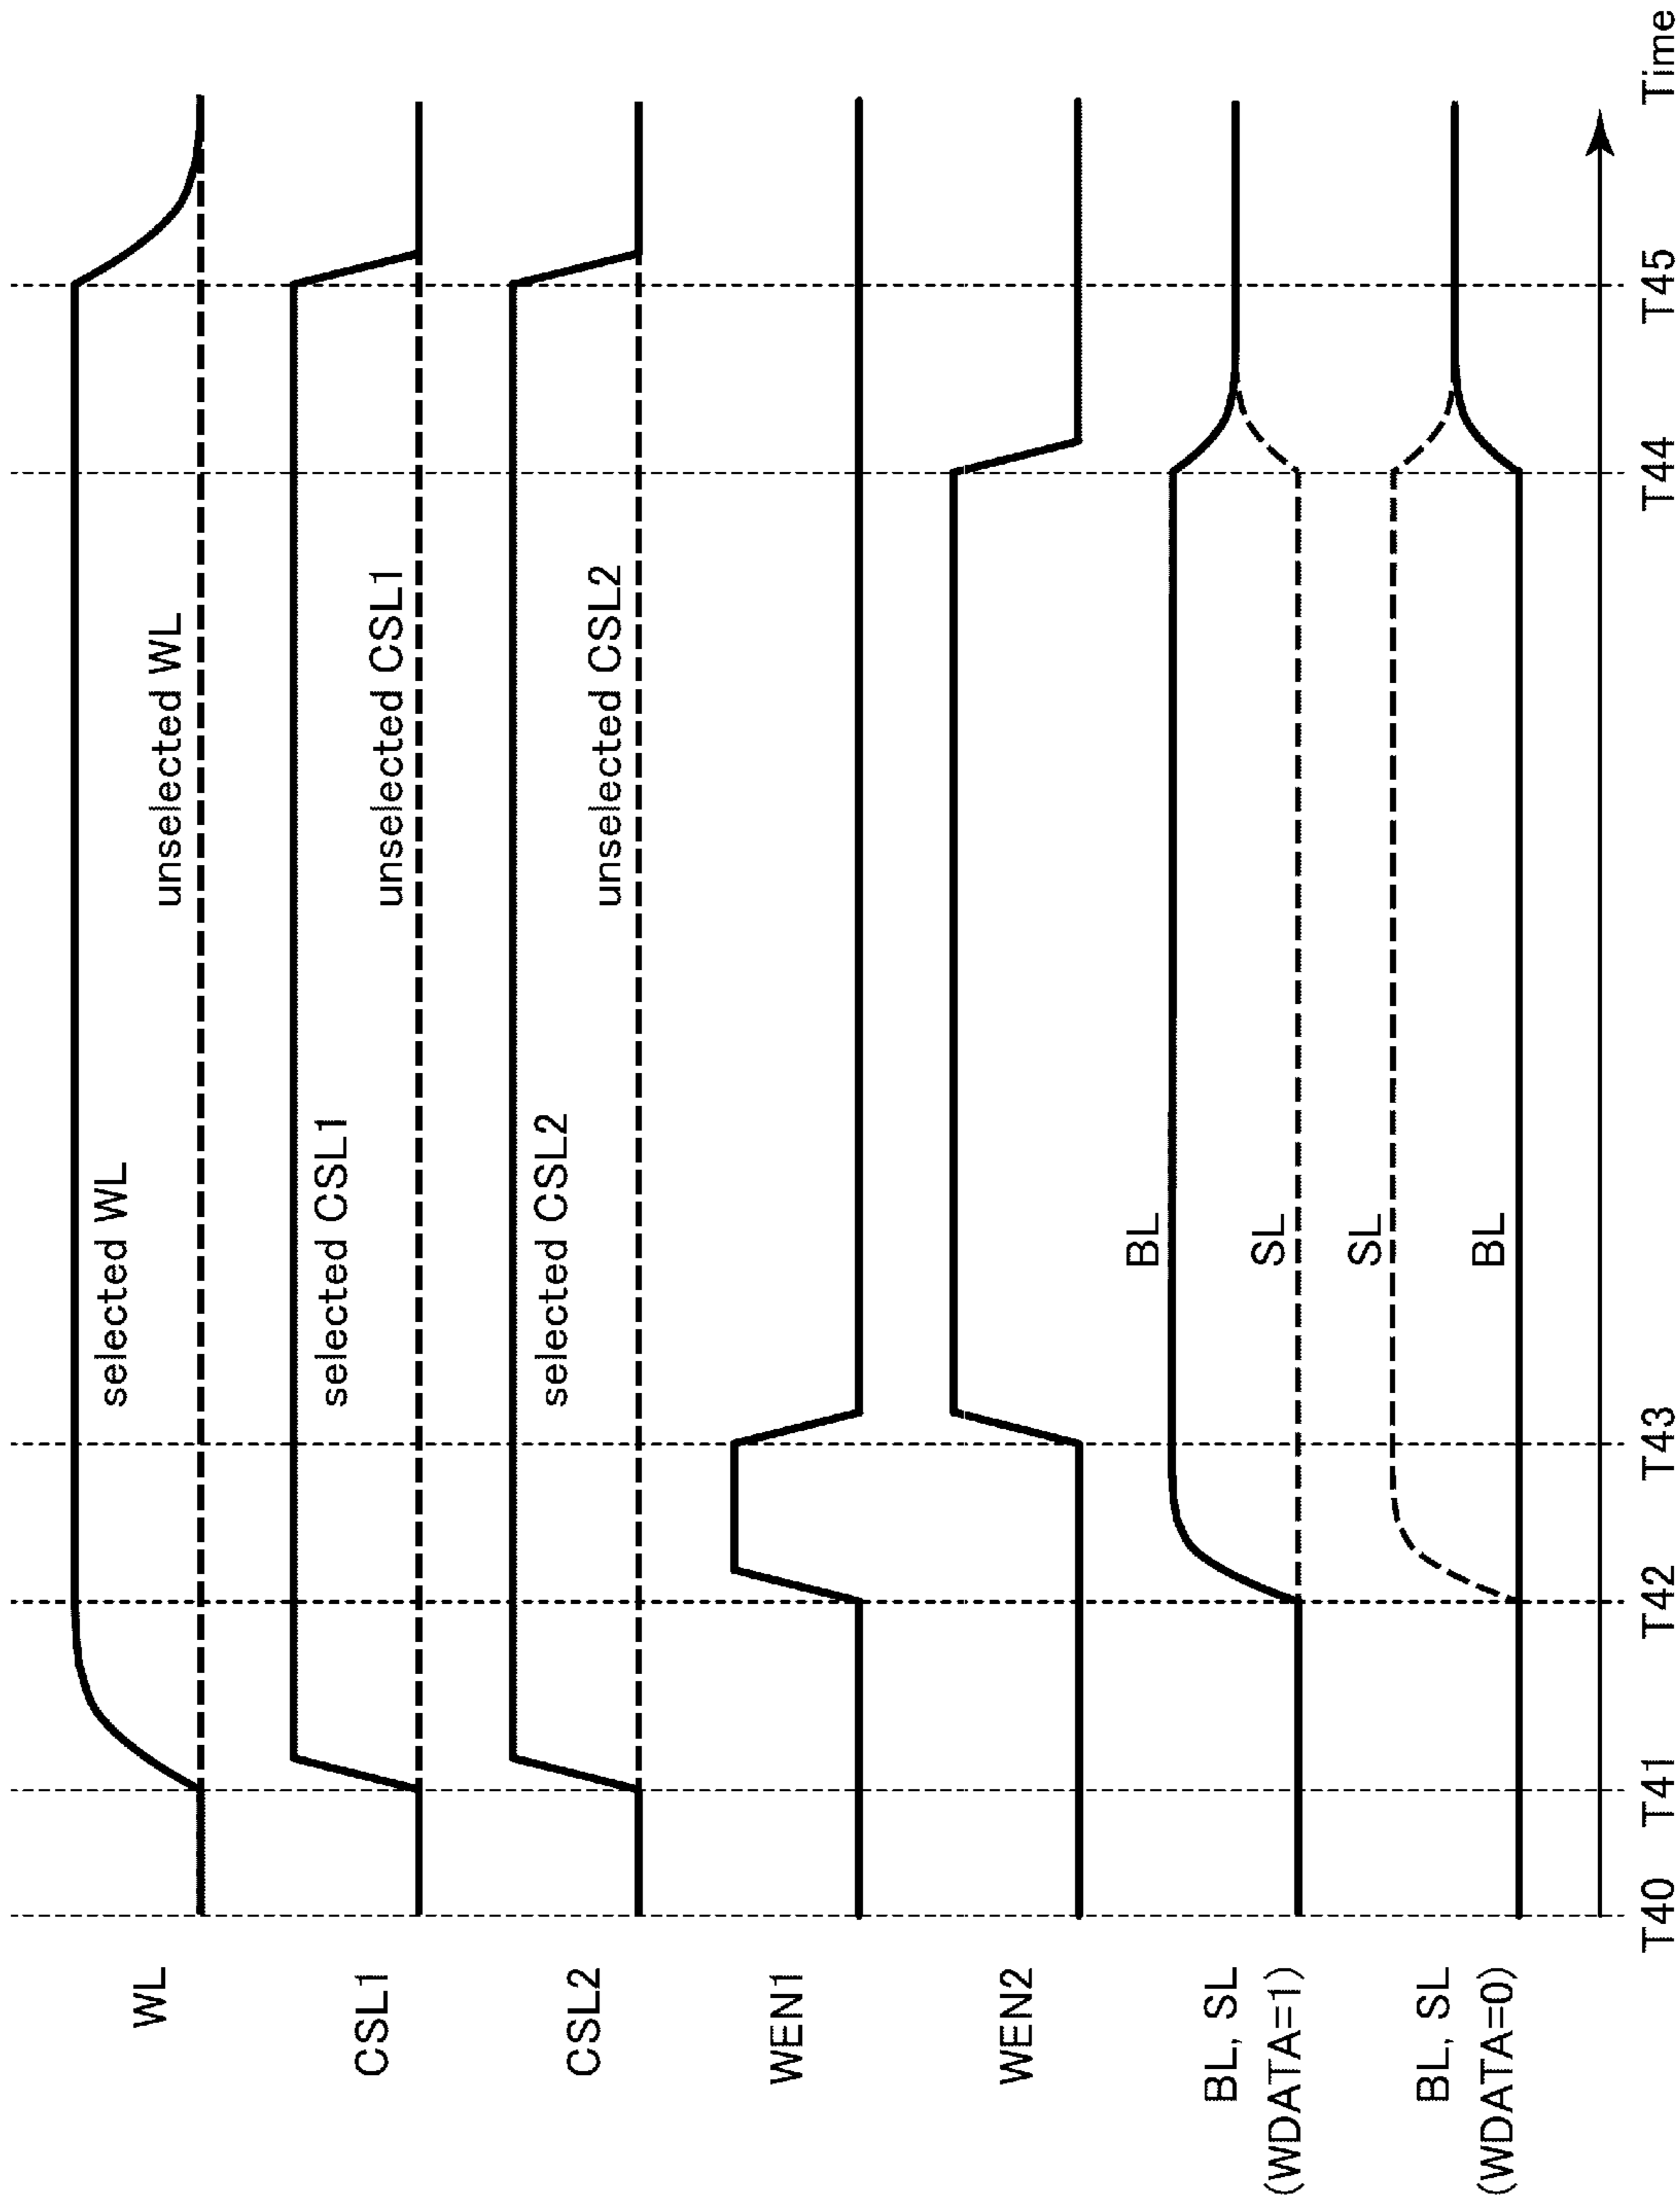 WL
selected WL
unselected WL
CSL1
selected CSL1
unselected CSL1
CSL2
selected CSL2
unselected CSL2
WEN1
WEN2
BL, SL
(WDATA=1)
BL
SL
BL, SL
(WDATA=0)
SL
BL
T40 T41 T42 T43 T44 T45 Time